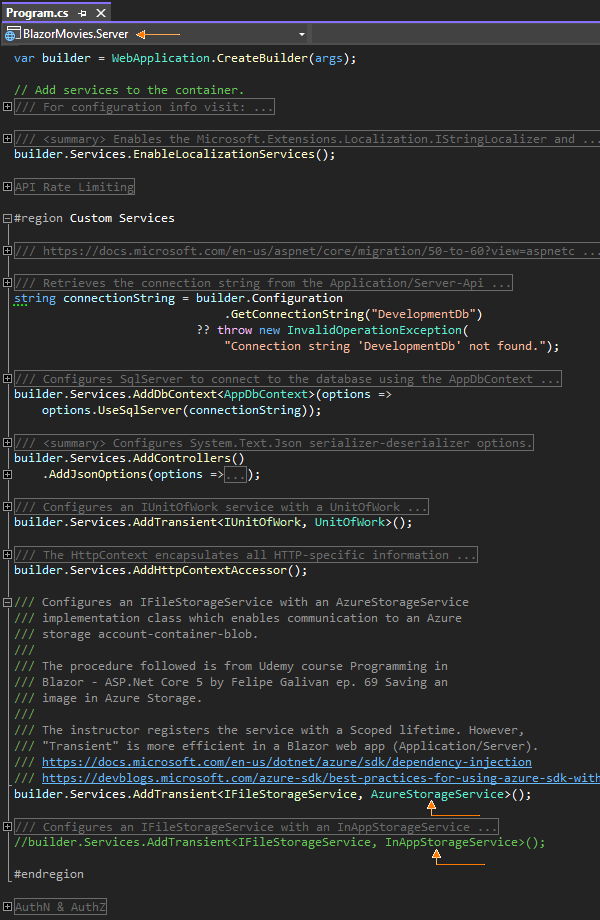 Program.cs
BlazorMovies.Server
var builder = WebApplication.CreateBuilder(args);
// Add services to the container.
/// For configuration info visit: ...
/// <summary> Enables the Microsoft.Extensions.Localization.IStringLocalizer and ...
builder.Services.EnableLocalizationServices();
API Rate Limiting
#region Custom Services
/// https://docs.microsoft.com/en-us/aspnet/core/migration/50-to-60?view=aspnetc ...
/// Retrieves the connection string from the Application/Server-Api ...
string connectionString = builder.Configuration
.GetConnectionString("DevelopmentDb")
?? throw new InvalidOperationException(
"Connection string 'DevelopmentDb' not found.");
/// Configures SqlServer to connect to the database using the AppDbContext ...
builder.Services.AddDbContext<AppDbContext>(options =>
options.UseSqlServer(connectionString));
/// <summary> Configures System.Text.Json serializer-deserializer options.
builder.Services.AddControllers()
.AddJsonOptions(options =>...);
/// Configures an IUnitOfWork service with a UnitOfWork ...
builder.Services.AddTransient<IUnitOfWork, UnitOfWork>();
/// The HttpContext encapsulates all HTTP-specific information ...
builder.Services.AddHttpContextAccessor();
/// Configures an IFileStorageService with an AzureStorageService
/// implementation class which enables communication to an Azure
/// storage account-container-blob.
///
/// The procedure followed is from Udemy course Programming in
/// Blazor - ASP.Net Core 5 by Felipe Galivan ep. 69 Saving an
/// image in Azure Storage.
///
/// The instructor registers the service with a Scoped lifetime. However,
/// "Transient" is more efficient in a Blazor web app (Application/Server).
/// https://docs.microsoft.com/en-us/dotnet/azure/sdk/dependency-injection
/// https://devblogs.microsoft.com/azure-sdk/best-practices-for-using-azure-sdk-with
builder.Services.AddTransient<IFileStorageService, AzureStorageService>();
/// Configures an IFileStorageService with an InAppStorageService ...
//builder.Services.AddTransient<IFileStorageService, InAppStorageService>();
#endregion
AuthN & AuthZ